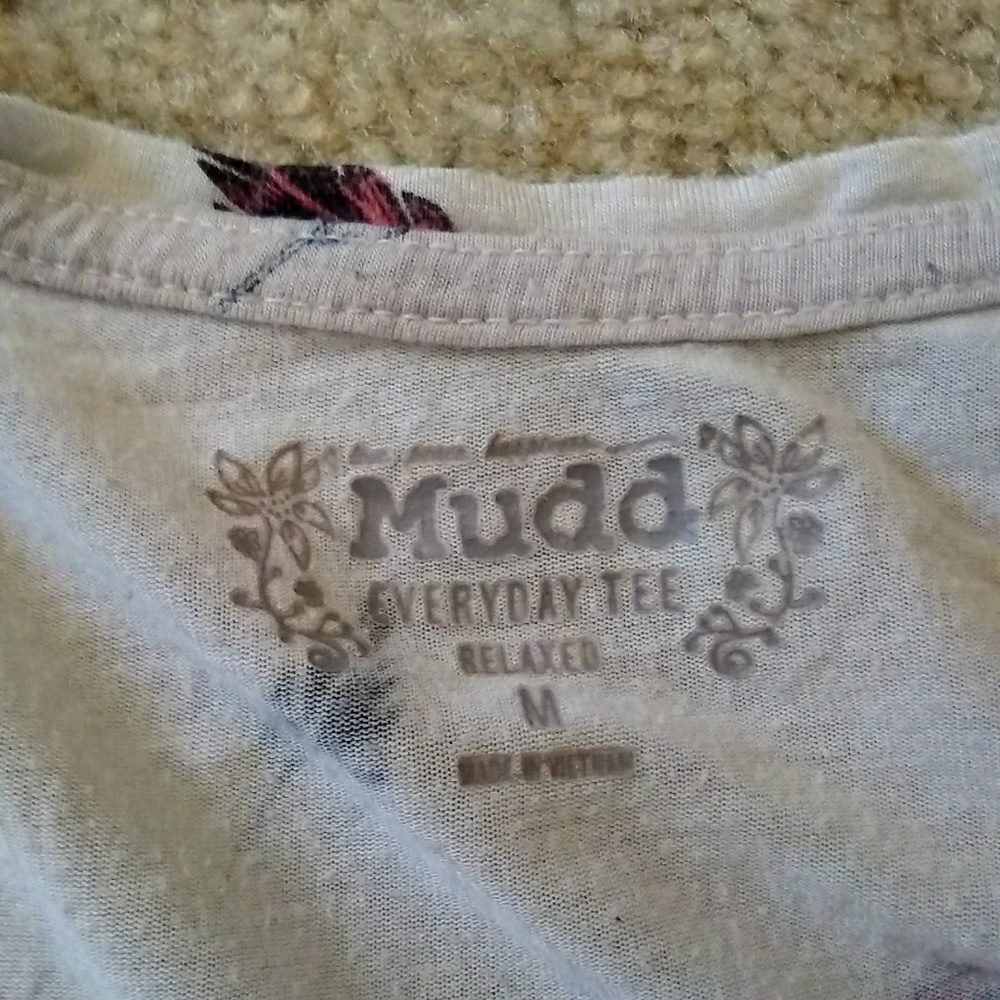 Mudd
EVERYDAY TEE
RELAXED
M
MADE IN VIETNAM